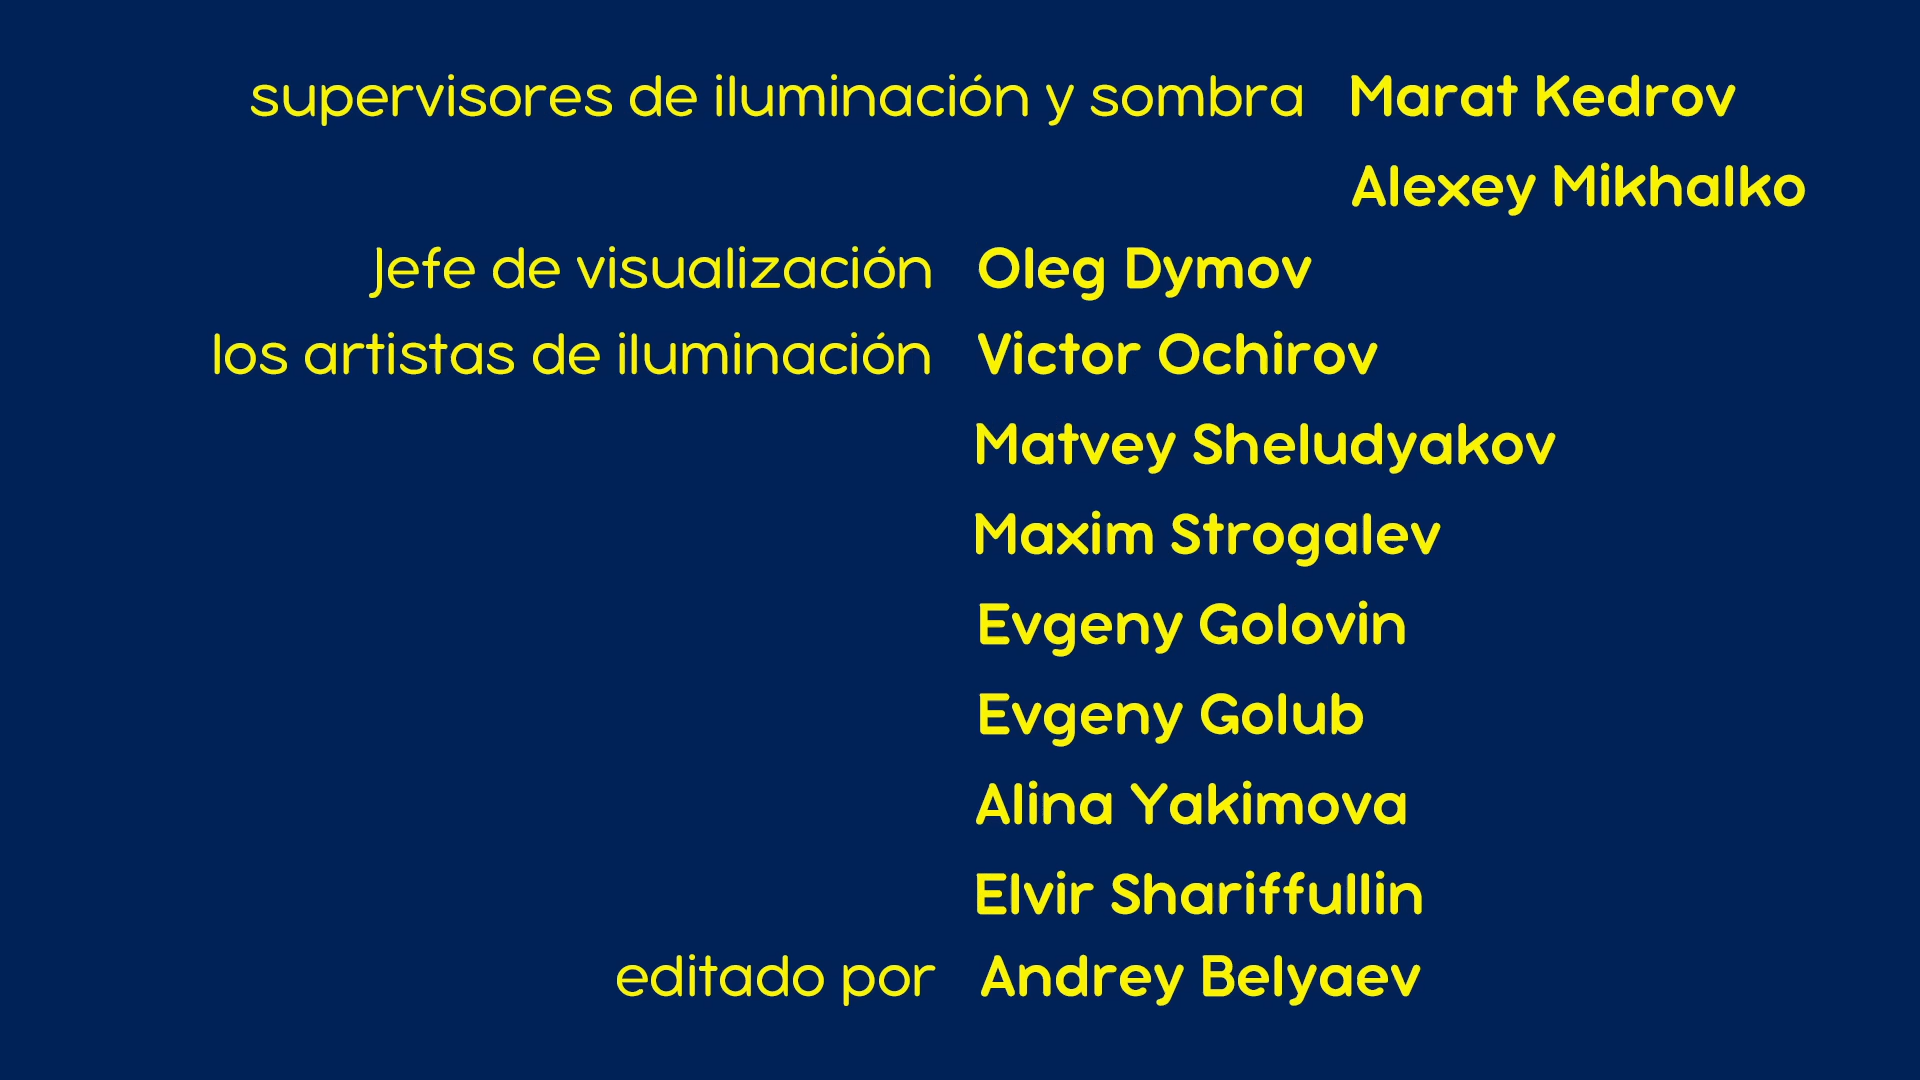 supervisores de iluminación y sombra Marat Kedrov
Alexey Mikhalko
Jefe de visualización Oleg Dymov
los artistas de iluminación Victor Ochirov
Matvey Sheludyakov
Maxim Strogalev
Evgeny Golovin
Evgeny Golub
Alina Yakimova
Elvir Shariffullin
editado por Andrey Belyaev